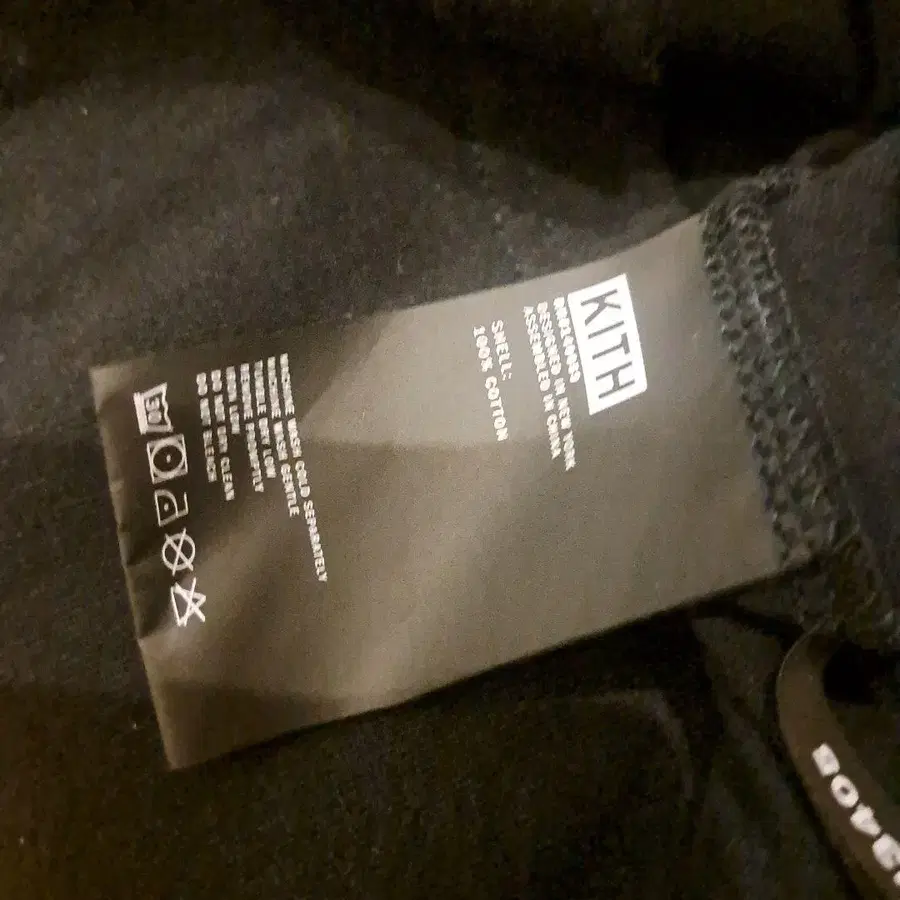 KITH
DESIGNED IN NEW YORK
ASSEMBLED IN CHINA
SHELL:
100% COTTON
MACHINE WASH COLD SEPARATELY
MACHINE WASH GENTLE
TUMBLE DRY LOW
REMOVE PROMPTLY
IRON LOW
DO NOT DRY CLEAN
DO NOT BLEACH
30